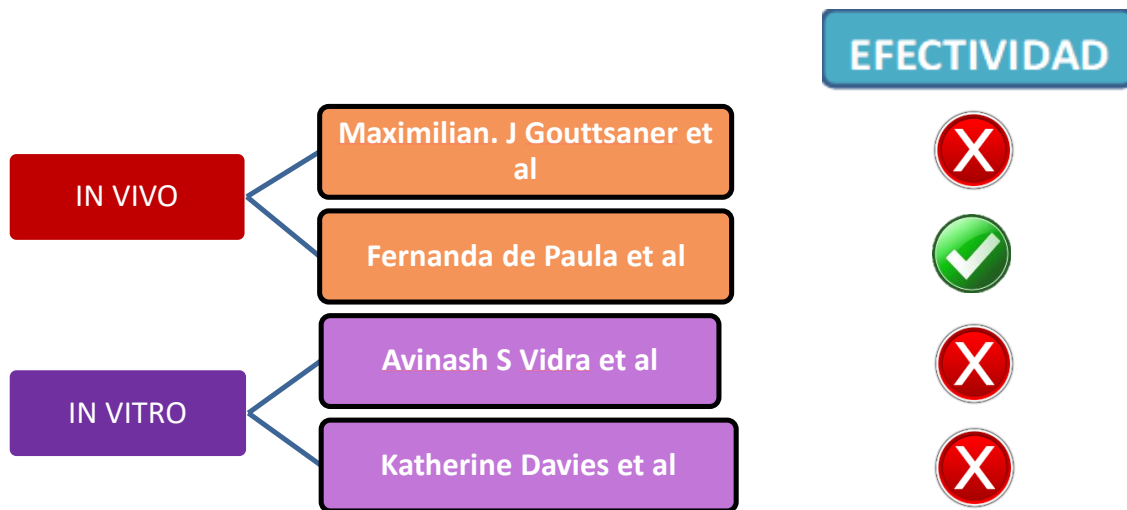 EFECTIVIDAD
IN VIVO
Maximilian. J Gouttsaner et
al
Fernanda de Paula et al
IN VITRO
Avinash S Vidra et al
Katherine Davies et al